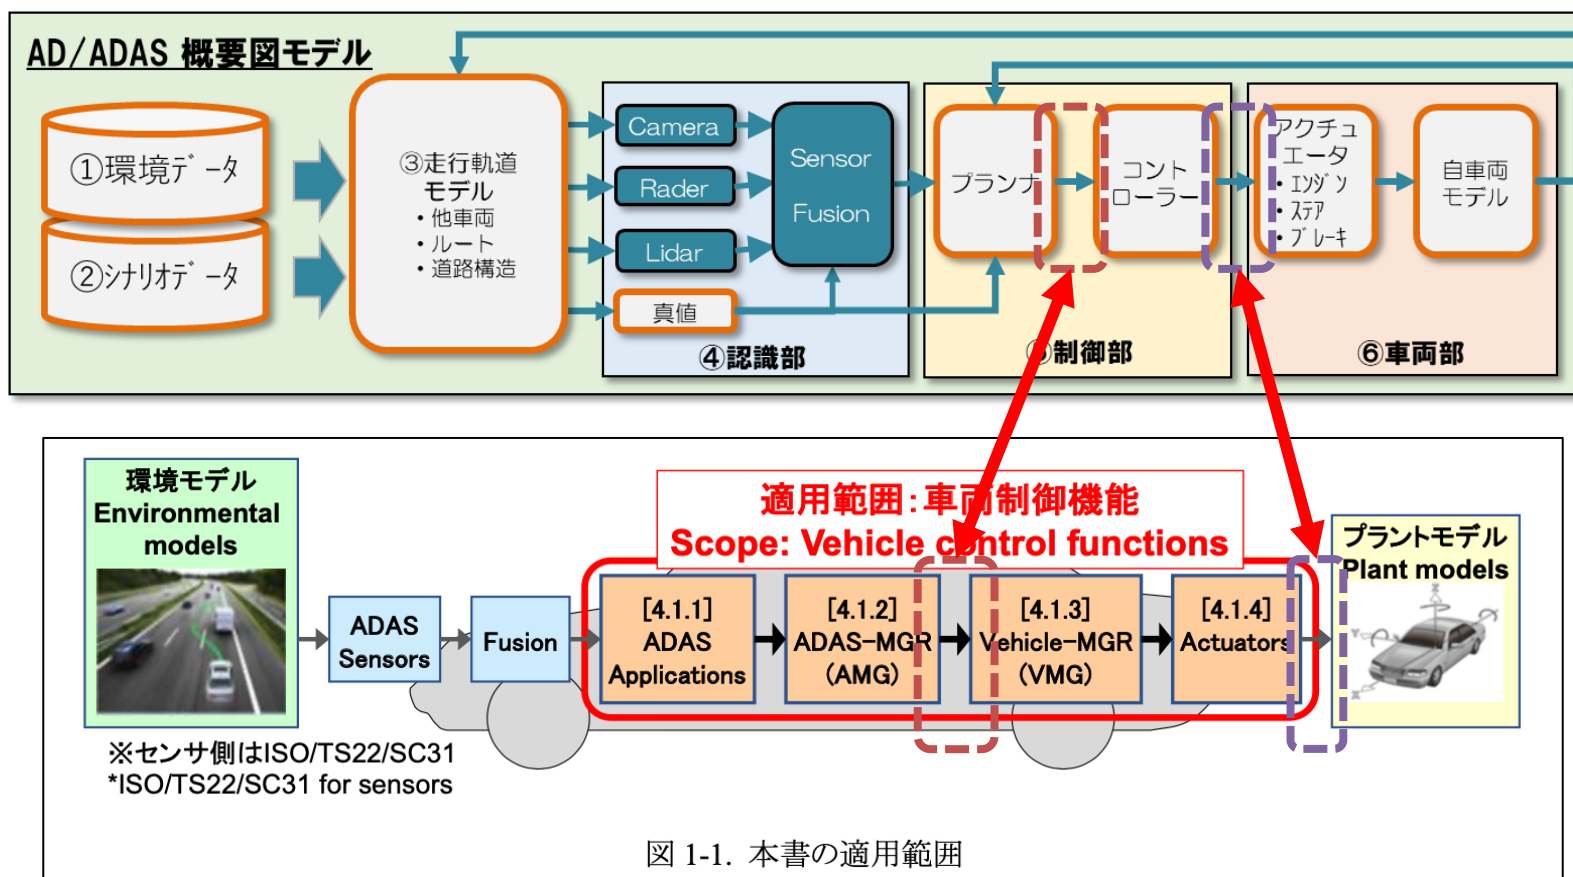 AD/ADAS 概要図モデル
①環境ﾃﾞｰﾀ
②ｼﾅﾘｵﾃﾞｰﾀ
③走行軌道
モデル
・他車両
・ルート
・道路構造
Camera
Rader
Lidar
真値
Sensor
Fusion
④認識部
プランナ
コント
ローラー
⑤制御部
アクチュ
エータ
・ｴﾝｼﾞﾝ
・ｽﾃｱ
・ﾌﾞﾚｰｷ
自車両
モデル
⑥車両部
環境モデル
Environmental
models
適用範囲：車両制御機能
Scope: Vehicle control functions
プラントモデル
Plant models
ADAS
Sensors
Fusion
[4.1.1]
ADAS
Applications
[4.1.2]
ADAS-MGR
(AMG)
[4.1.3]
Vehicle-MGR
(VMG)
[4.1.4]
Actuators
Z
Y
X
※センサ側はISO/TS22/SC31
*ISO/TS22/SC31 for sensors
図 1-1. 本書の適用範囲